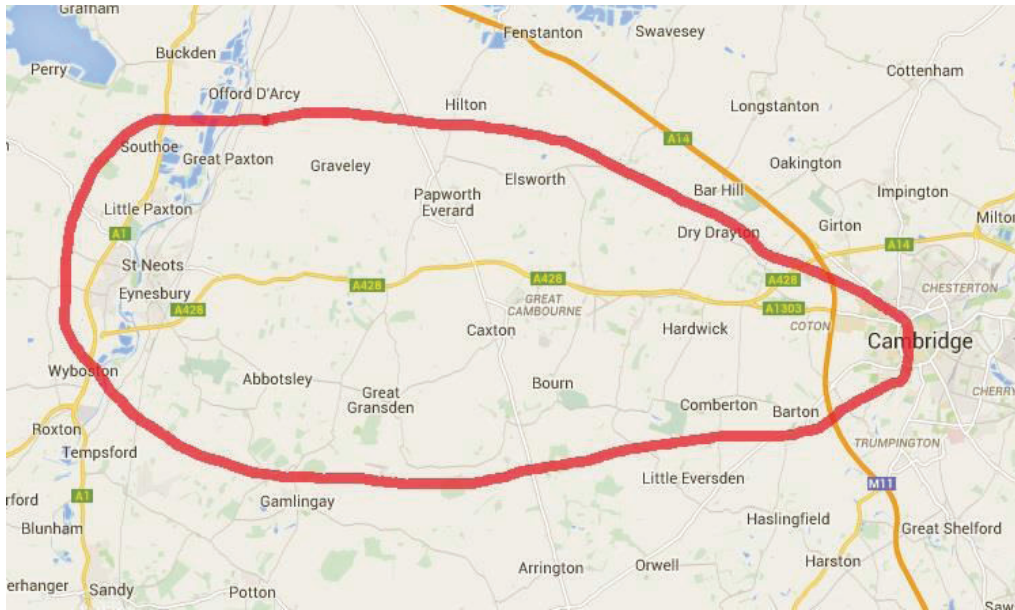 Grafham
Fenstanton
Swavesey
Buckden
Perry
Cottenham
Offord D'Arcy
Hilton
Longstanton
A14
Southoe
Great Paxton
Graveley
Oakington
Elsworth
Bar Hill
Impington
Papworth
Everard
Little Paxton
Girton
Milton
A1
Dry Drayton
A14
St Neots
A428
A428
A428
CHESTERTON
Eynesbury
GREAT
CAMBOURNE
A428
A1303
Caxton
Hardwick
COTON
Cambridge
Wyboston
Abbotsley
Bourn
Great
Gransden
CHERRY
Comberton
Barton
Roxton
Tempsford
TRUMPINGTON
Little Eversden
M11
A1
rford
Gamlingay
Blunham
Haslingfield
Great Shelford
Harston
Arrington
Orwell
erhanger
Sandy
Potton
Saw